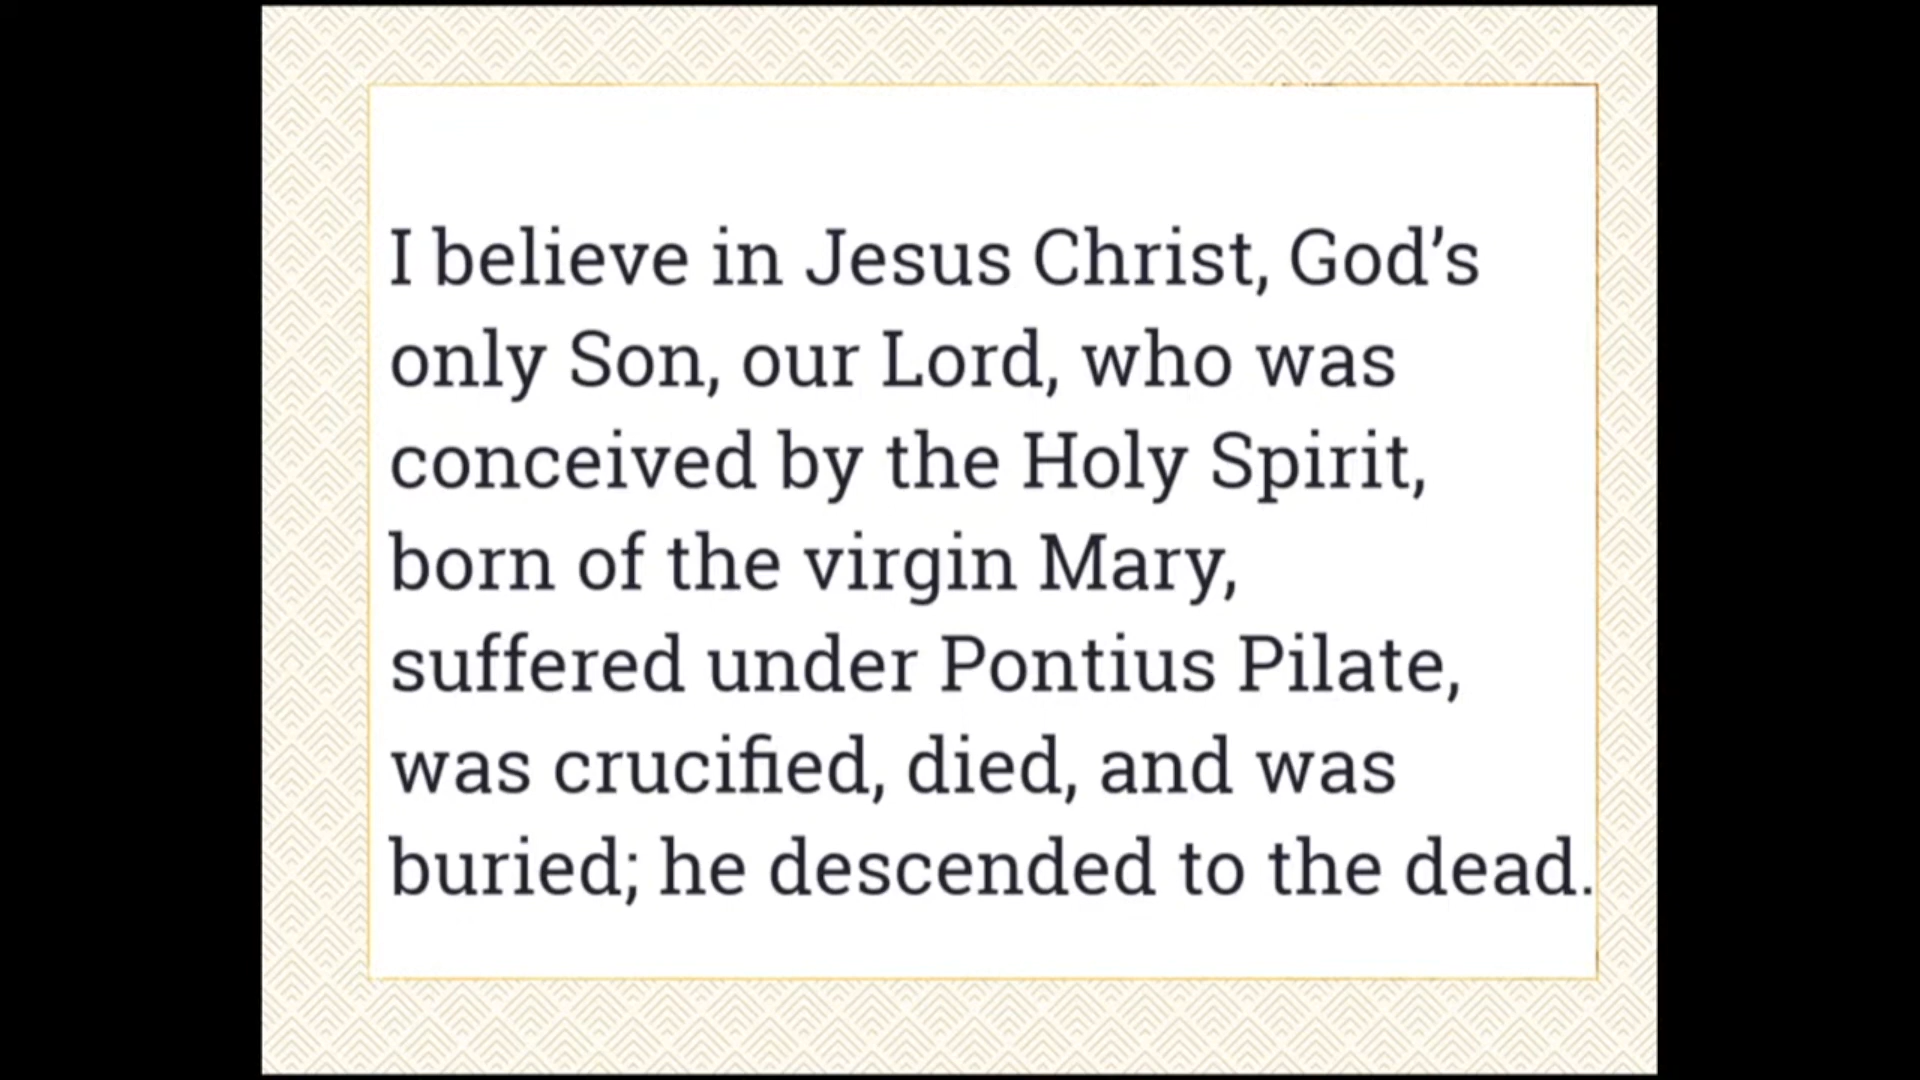 I believe in Jesus Christ, God’s
only Son, our Lord, who was
conceived by the Holy Spirit,
born of the virgin Mary,
suffered under Pontius Pilate,
was crucified, died, and was
buried; he descended to the dead.